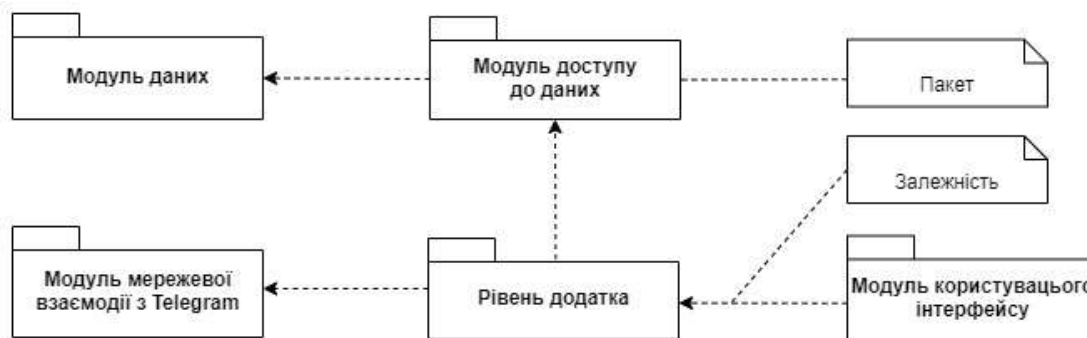 Модуль даних
Модуль доступу
до даних
Пакет
Залежність
Модуль мережевої
взаємодії з Telegram
Рівень додатка
Модуль користувацього
інтерфейсу